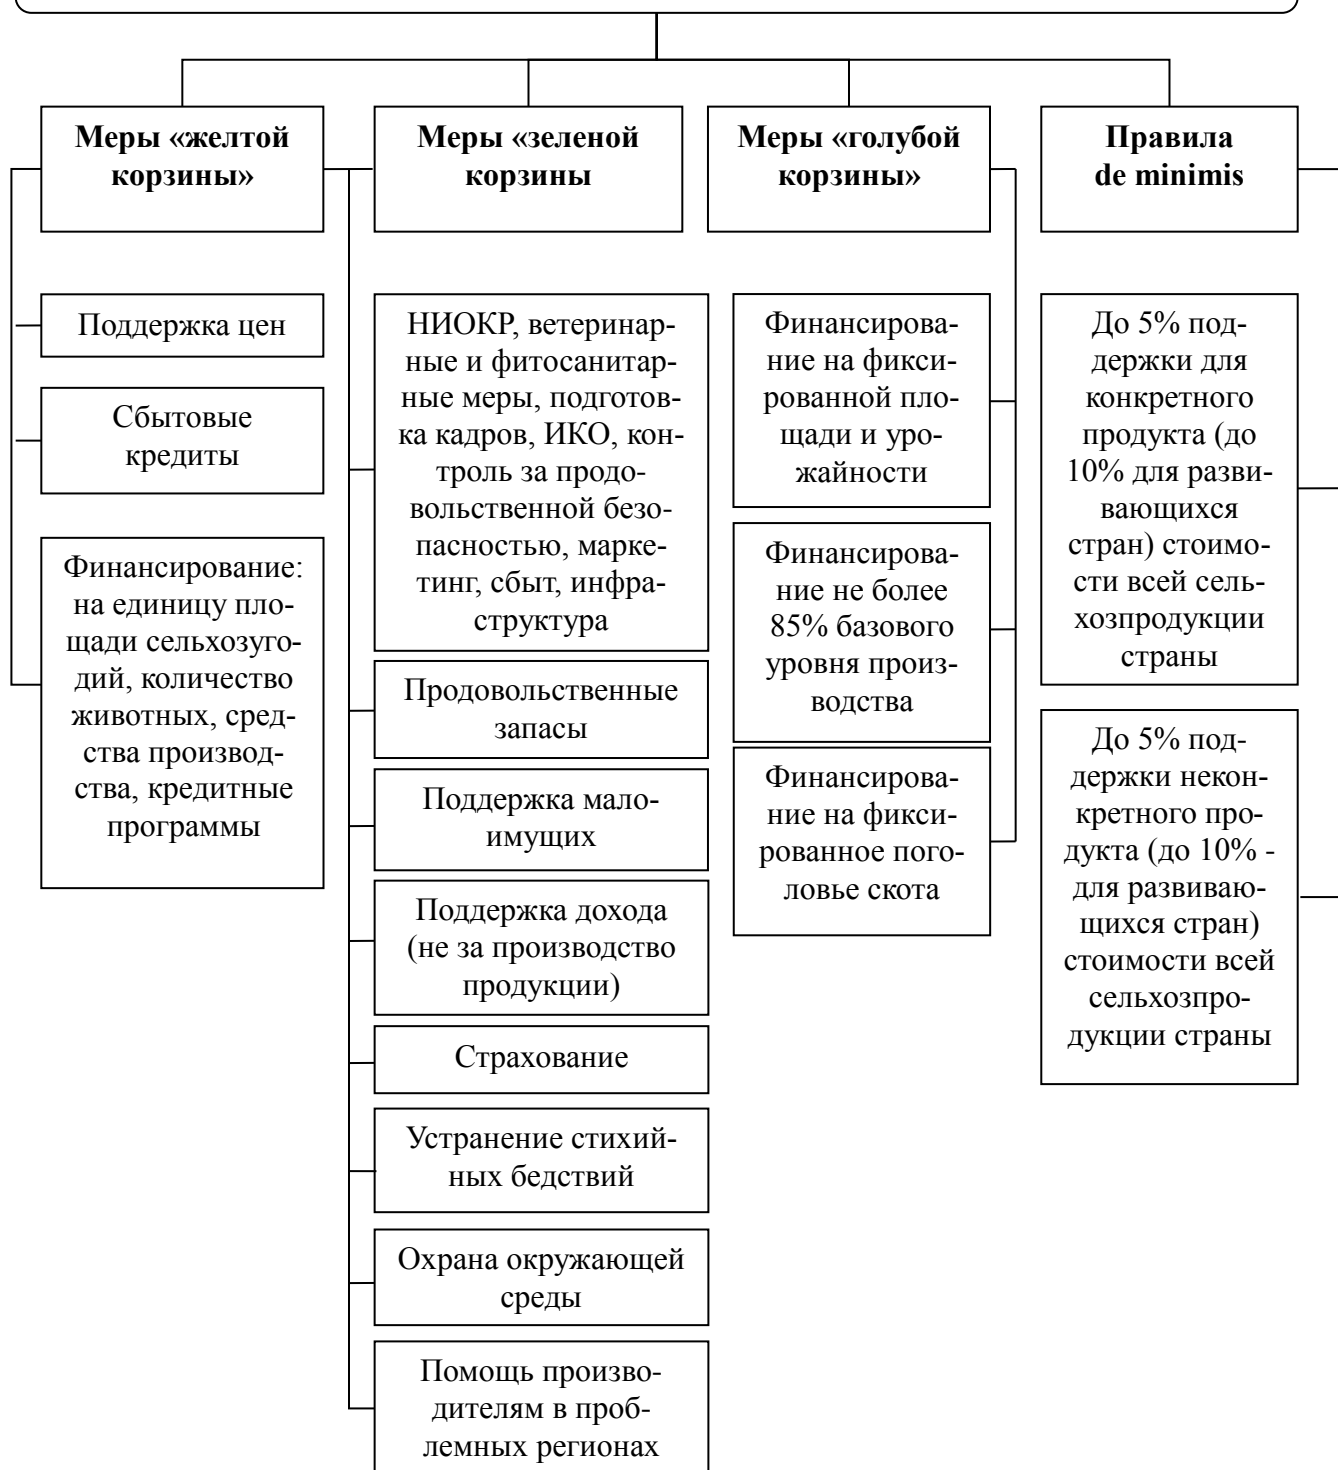 Меры «желтой
корзины»
Меры «зеленой
корзины
Меры «голубой
корзины»
Правила
de minimis
Поддержка цен
Сбытовые
кредиты
Финансирование:
на единицу пло-
щади сельхозуго-
дий, количество
животных, сред-
ства производ-
ства, кредитные
программы
НИОКР, ветеринар-
ные и фитосанитар-
ные меры, подготов-
ка кадров, ИКО, кон-
троль за продо-
вольственной безо-
пасностью, марке-
тинг, сбыт, инфра-
структура
Продовольственные
запасы
Поддержка мало-
имущих
Поддержка дохода
(не за производство
продукции)
Страхование
Устранение стихий-
ных бедствий
Охрана окружающей
среды
Помощь произво-
дителям в проб-
лемных регионах
Финансирова-
ние на фикси-
рованной пло-
щади и уро-
жайности
Финансирова-
ние не более
85% базового
уровня произ-
водства
Финансирова-
ние на фикси-
рованное пого-
ловье скота
До 5% под-
держки для
конкретного
продукта (до
10% для разви-
вающихся
стран) стоимо-
сти всей сель-
хозпродукции
страны
До 5% под-
держки неконк-
ретного про-
дукта (до 10% -
для развиваю-
щихся стран)
стоимости всей
сельхозпро-
дукции страны